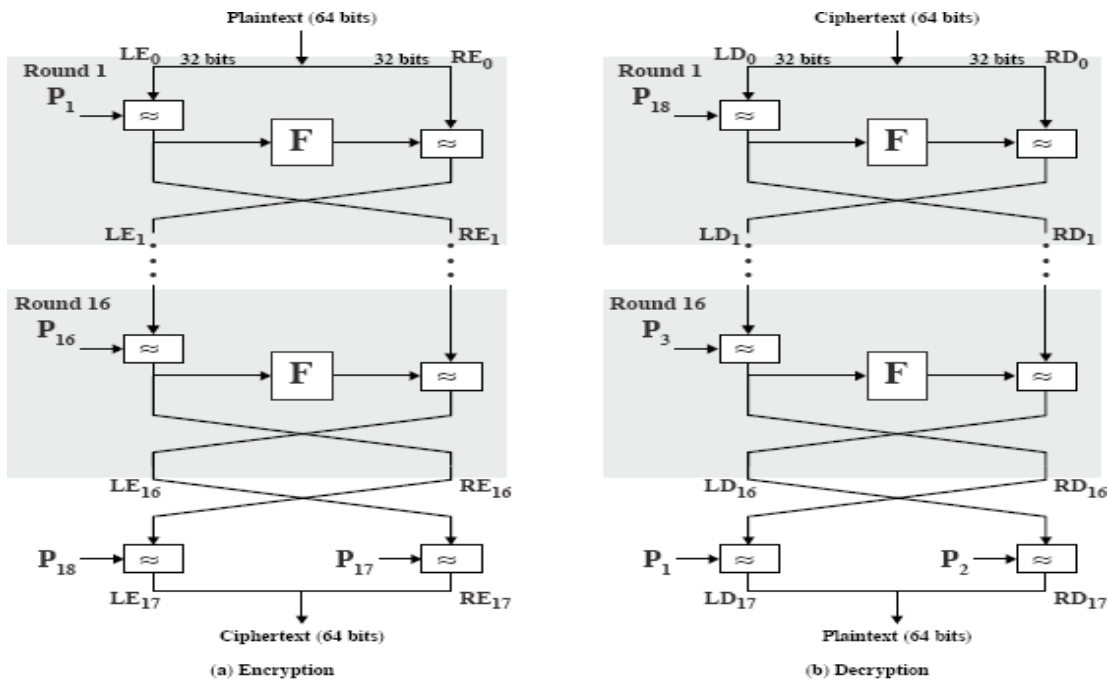 Plaintext (64 bits)
LE0 32 bits 32 bits RE0
Round 1
P1
≈
F
≈
LE1 RE1
Round 16
P16
≈
F
≈
LE16 RE16
P18
≈
P17
≈
LE17 RE17
Ciphertext (64 bits)
(a) Encryption
Ciphertext (64 bits)
LD0 32 bits 32 bits RD0
Round 1
P18
≈
F
≈
LD1 RD1
Round 16
P3
≈
F
≈
LD16 RD16
P1
≈
P2
≈
LD17 RD17
Plaintext (64 bits)
(b) Decryption